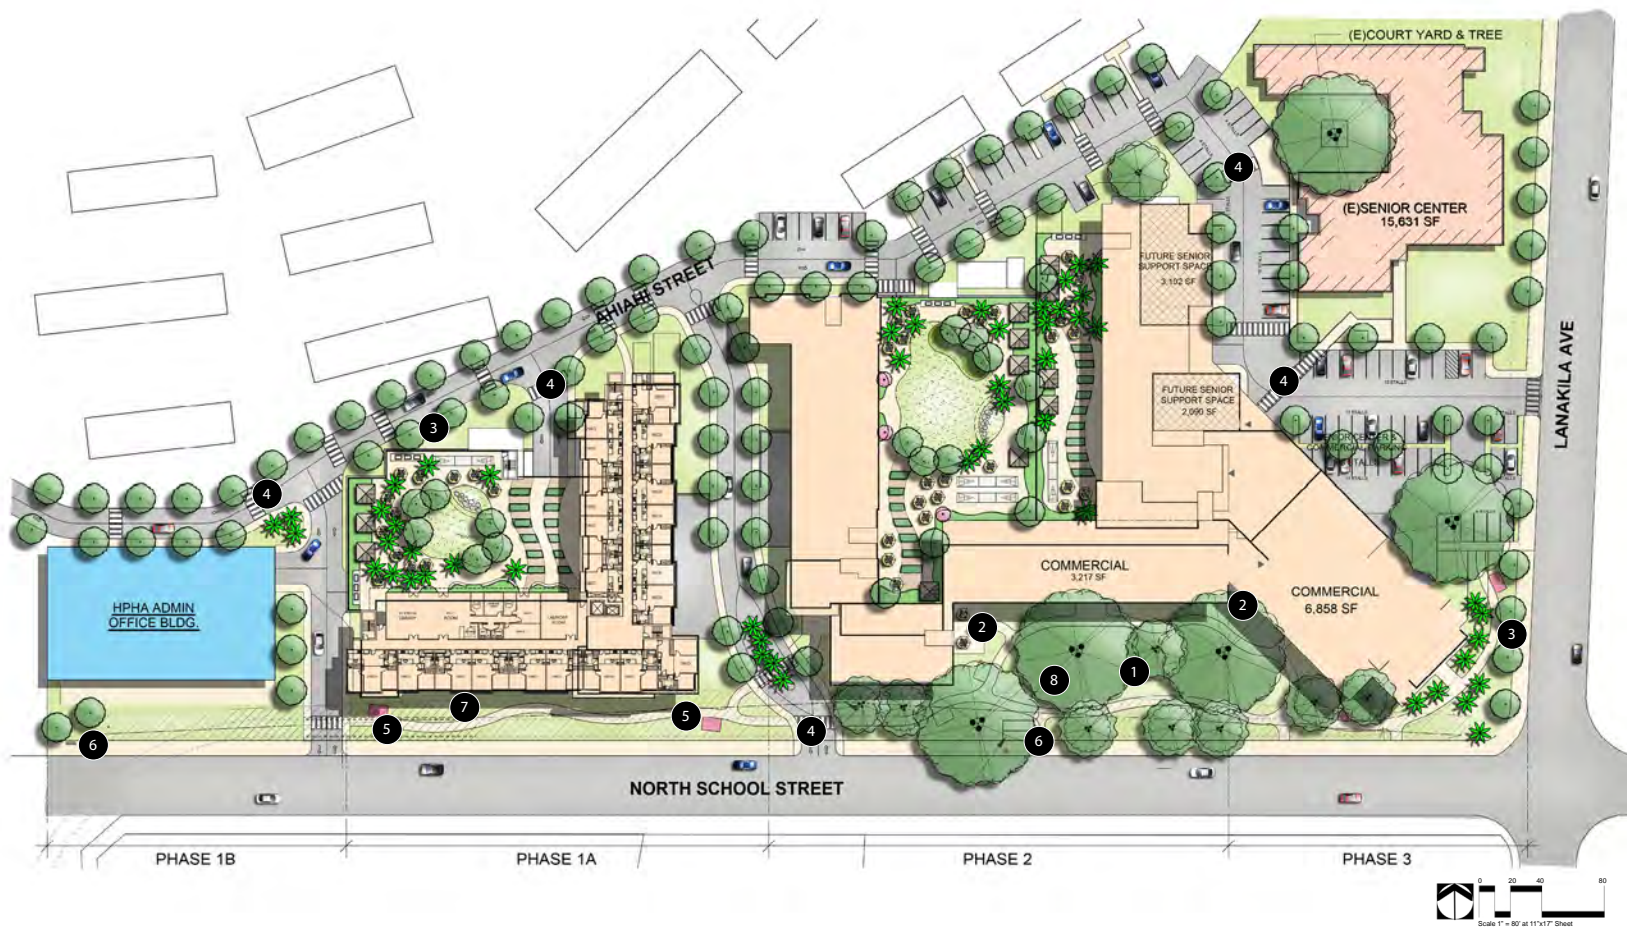 (E)COURT YARD & TREE
4
(E)SENIOR CENTER
15,631 SF
FUTURE SENIOR
SUPPORT SPACE
3,102 SF
AHIAHI STREET
LANAKILA AVE
4
4
FUTURE SENIOR
SUPPORT SPACE
2,090 SF
3
4
HPHA ADMIN
OFFICE BLDG.
COMMERCIAL
3,217 SF
COMMERCIAL
6,858 SF
2
2
3
1
8
7
5
5
4
6
6
NORTH SCHOOL STREET
PHASE 1B
PHASE 1A
PHASE 2
PHASE 3
0 20 40 80
Scale 1" = 80' at 11"x17" Sheet